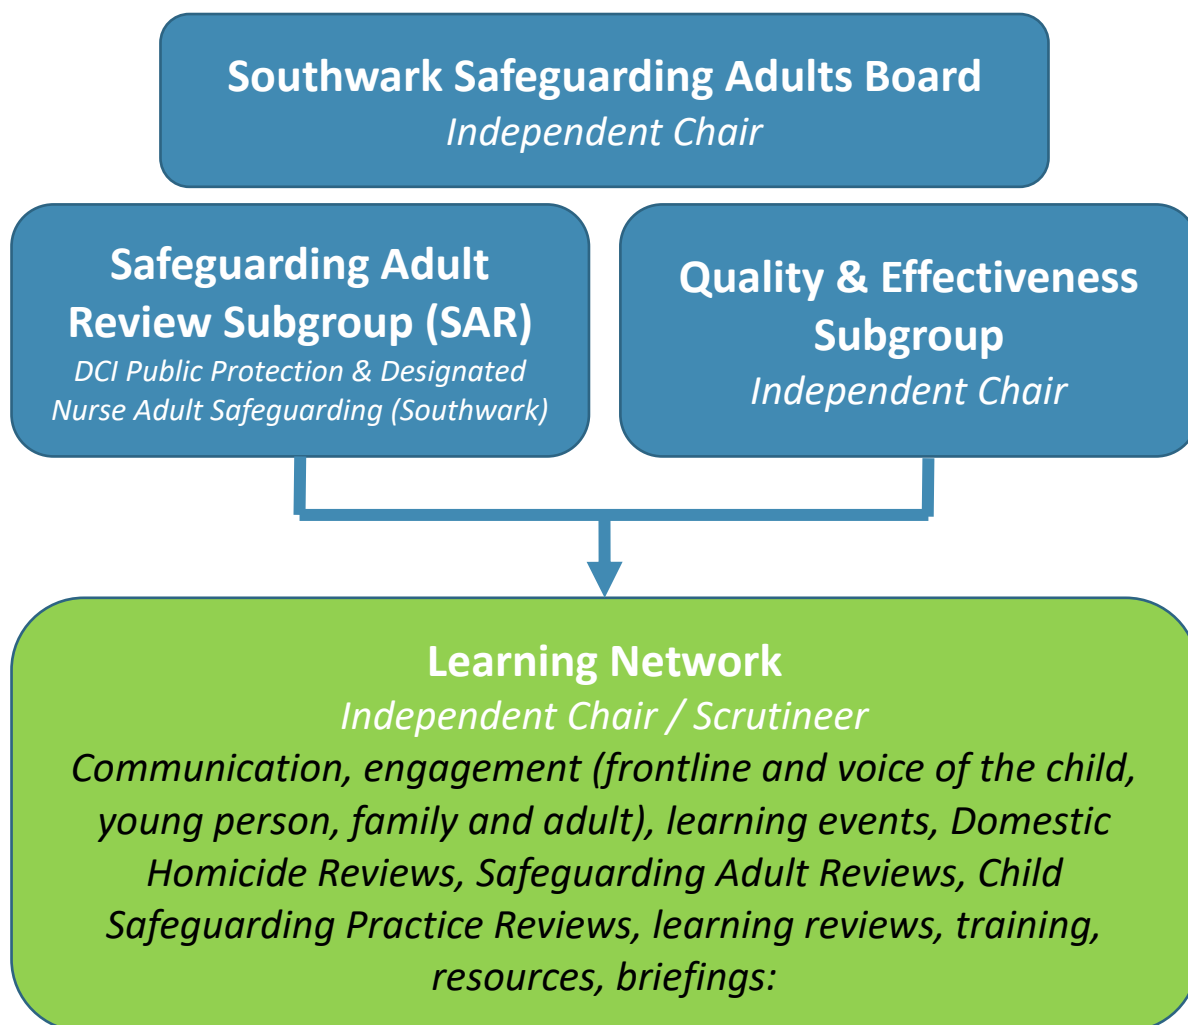 Southwark Safeguarding Adults Board
Independent Chair
Safeguarding Adult
Review Subgroup (SAR)
DCI Public Protection & Designated
Nurse Adult Safeguarding (Southwark)
Quality & Effectiveness
Subgroup
Independent Chair
Learning Network
Independent Chair / Scrutineer
Communication, engagement (frontline and voice of the child,
young person, family and adult), learning events, Domestic
Homicide Reviews, Safeguarding Adult Reviews, Child
Safeguarding Practice Reviews, learning reviews, training,
resources, briefings: